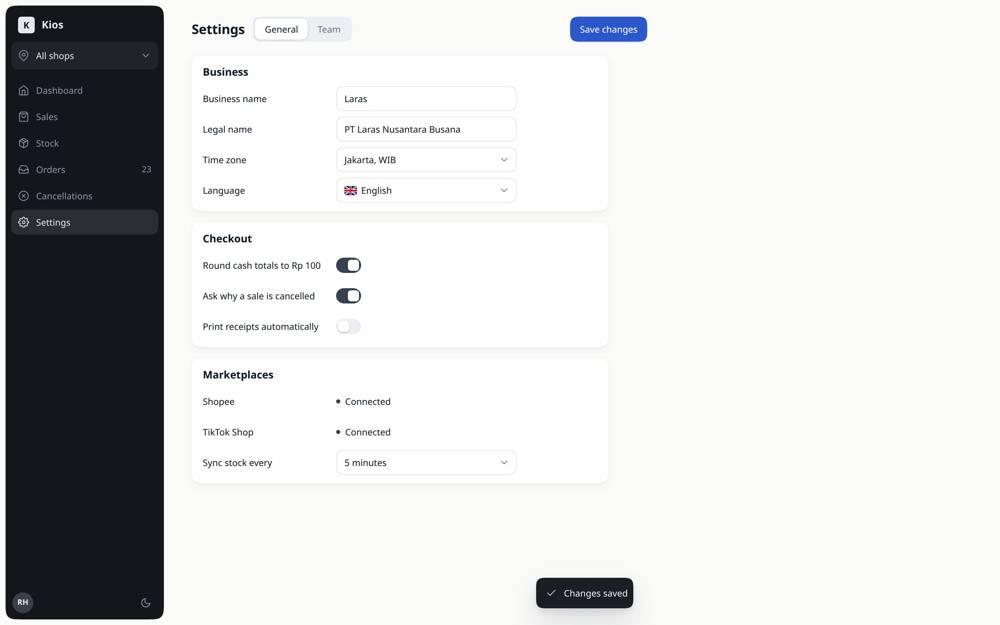 K Kios
All shops
Dashboard
Sales
Stock
Orders 23
Cancellations
Settings
RH
Settings General Team Save changes
Business
Business name Laras
Legal name PT Laras Nusantara Busana
Time zone Jakarta, WIB
Language English
Checkout
Round cash totals to Rp 100
Ask why a sale is cancelled
Print receipts automatically
Marketplaces
Shopee Connected
TikTok Shop Connected
Sync stock every 5 minutes
Changes saved